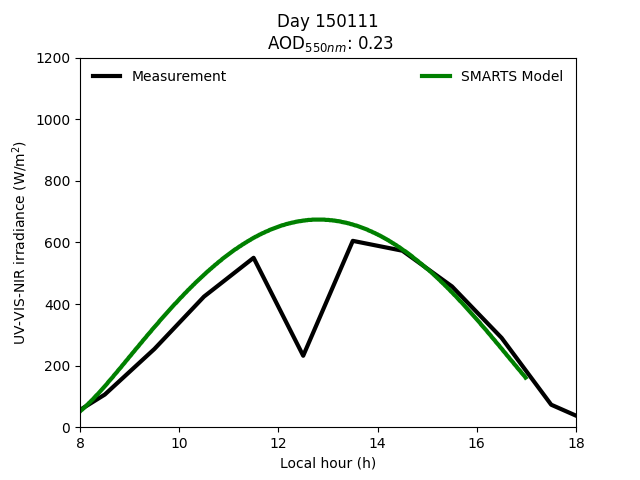 Day 150111
AOD550nm: 0.23
Measurement
SMARTS Model
1200
1000
800
600
400
200
0
UV-VIS-NIR irradiance (W/m²)
8
10
12
14
16
18
Local hour (h)